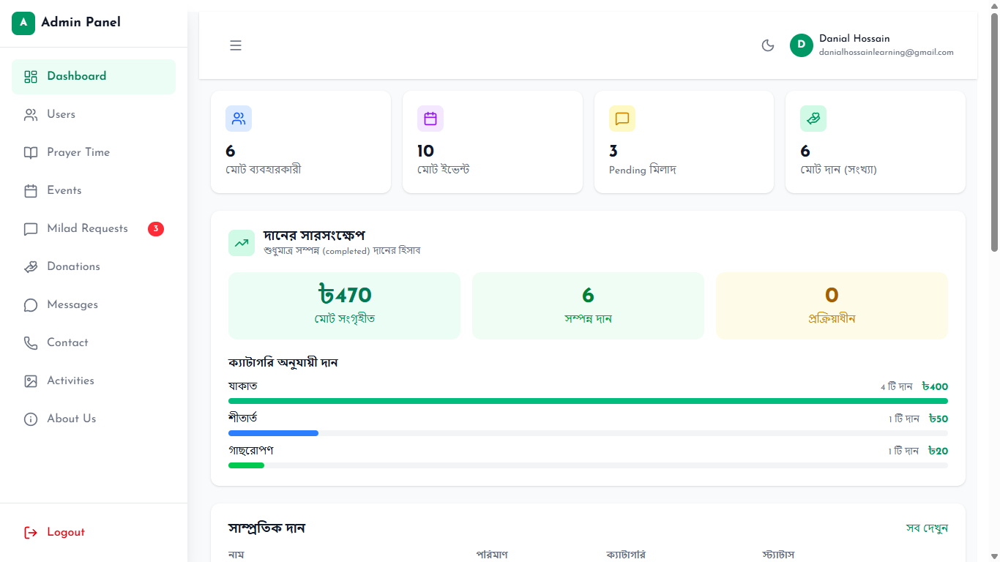 A Admin Panel
Dashboard
Users
Prayer Time
Events
Milad Requests 3
Donations
Messages
Contact
Activities
About Us
Logout
D Danial Hossain
danialhossainlearning@gmail.com
6
মোট ব্যবহারকারী
10
মোট ইভেন্ট
3
Pending মিলাদ
6
মোট দান (সংখ্যা)
দানের সারসংক্ষেপ
শুধুমাত্র সম্পন্ন (completed) দানের হিসাব
৳470
মোট সংগৃহীত
6
সম্পন্ন দান
0
প্রক্রিয়াধীন
ক্যাটাগরি অনুযায়ী দান
যাকাত 4 টি দান ৳400
শীতার্ত 1 টি দান ৳50
গাছরোপণ 1 টি দান ৳20
সাম্প্রতিক দান সব দেখুন
নাম পরিমাণ ক্যাটাগরি স্ট্যাটাস